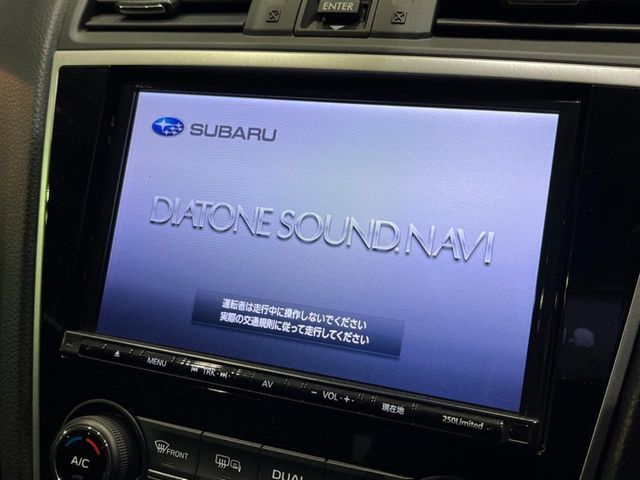 ENTER
SUBARU
DIATONE SOUND.NAVI
運転者は走行中に操作しないでください
実際の交通規則に従って走行してください
MENU
TRK
AV
− VOL +
現在地
250Limited
A/C
FRONT
DUAL